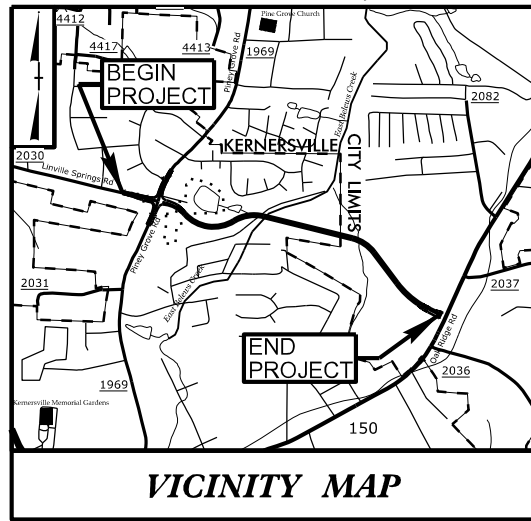 4412
Pine Grove Church
4417
4413
1969
Piney Grove Rd
BEGIN
PROJECT
2082
East Belews Creek
KERNERSVILLE
CITY LIMITS
2030
Linville Springs Rd
Piney Grove Rd
East Belews Creek
2031
2037
END
PROJECT
Oak Ridge Rd
2036
1969
Kernersville Memorial Gardens
150
VICINITY MAP